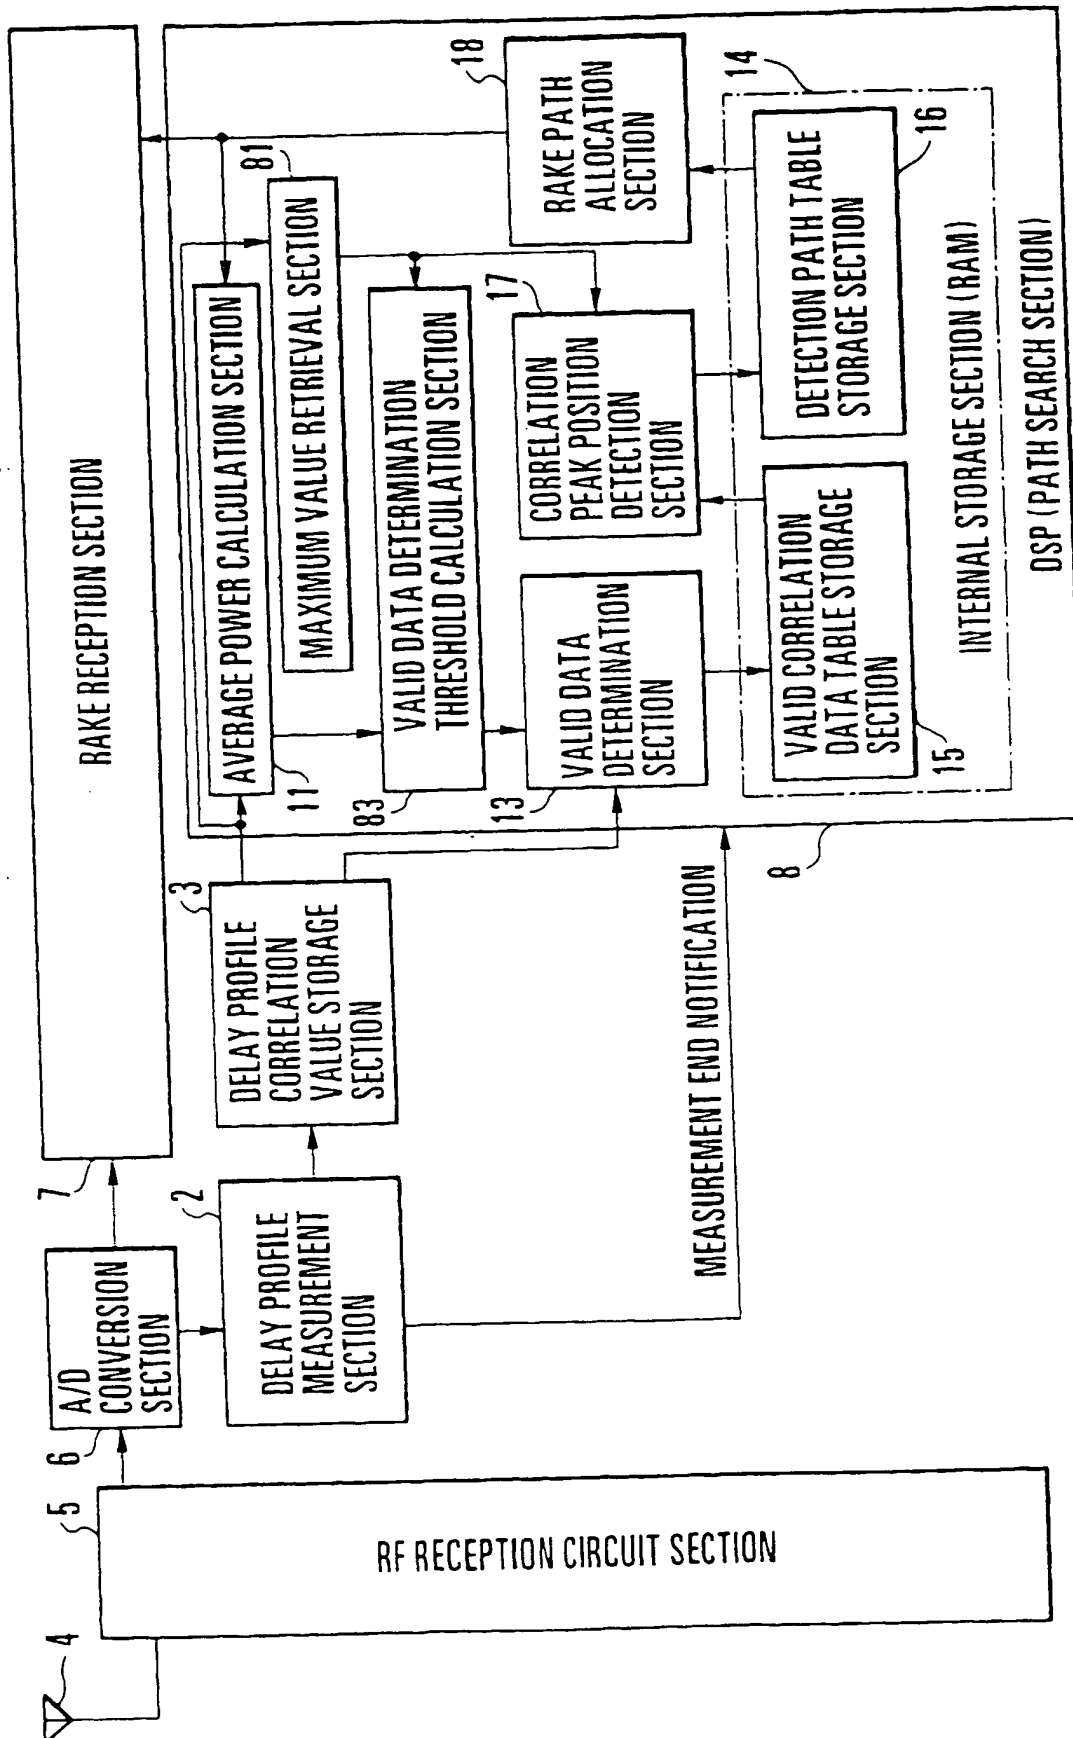 4
5
RF RECEPTION CIRCUIT SECTION
6
A/D
CONVERSION
SECTION
7
RAKE RECEPTION SECTION
2
DELAY PROFILE
MEASUREMENT
SECTION
3
DELAY PROFILE
CORRELATION
VALUE STORAGE
SECTION
MEASUREMENT END NOTIFICATION
8
11
AVERAGE POWER CALCULATION SECTION
81
MAXIMUM VALUE RETRIEVAL SECTION
83
VALID DATA DETERMINATION
THRESHOLD CALCULATION SECTION
13
VALID DATA
DETERMINATION
SECTION
17
CORRELATION
PEAK POSITION
DETECTION
SECTION
18
RAKE PATH
ALLOCATION
SECTION
14
15
VALID CORRELATION
DATA TABLE STORAGE
SECTION
16
DETECTION PATH TABLE
STORAGE SECTION
INTERNAL STORAGE SECTION (RAM)
DSP (PATH SEARCH SECTION)